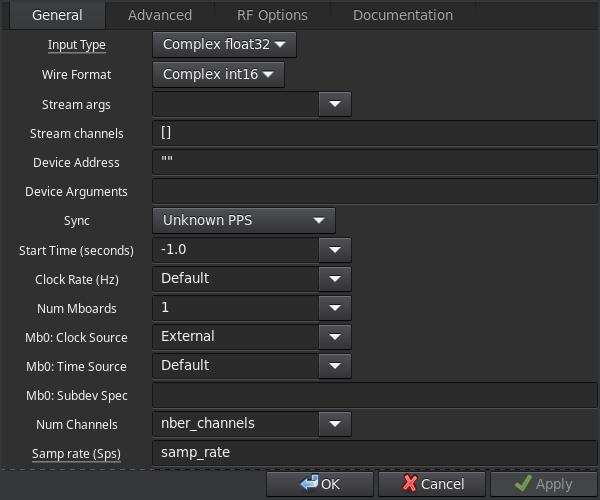 General Advanced RF Options Documentation
Input Type Complex float32
Wire Format Complex int16
Stream args
Stream channels []
Device Address ""
Device Arguments
Sync Unknown PPS
Start Time (seconds) -1.0
Clock Rate (Hz) Default
Num Mboards 1
Mb0: Clock Source External
Mb0: Time Source Default
Mb0: Subdev Spec
Num Channels nber_channels
Samp rate (Sps) samp_rate
OK Cancel Apply